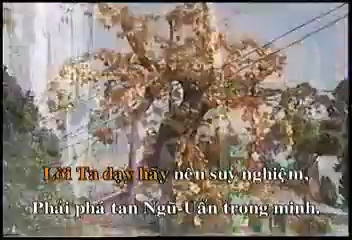 Lời Ta dạy hãy nên suy nghiệm,
Phải phá tan Ngũ-Uẩn trong mình.